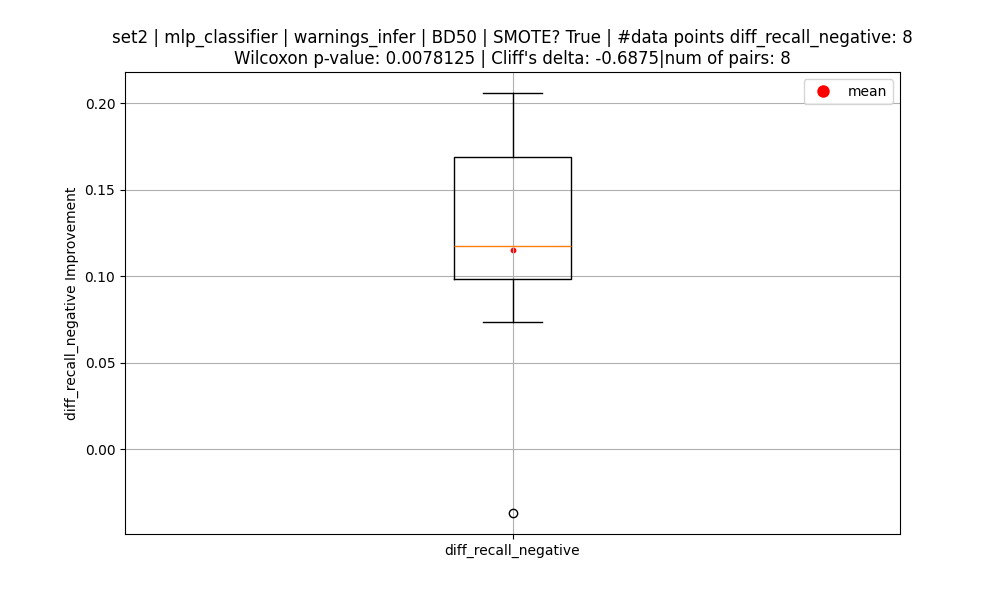 set2 | mlp_classifier | warnings_infer | BD50 | SMOTE? True | #data points diff_recall_negative: 8
Wilcoxon p-value: 0.0078125 | Cliff's delta: -0.6875|num of pairs: 8
mean
0.20
0.15
0.10
0.05
0.00
diff_recall_negative Improvement
diff_recall_negative